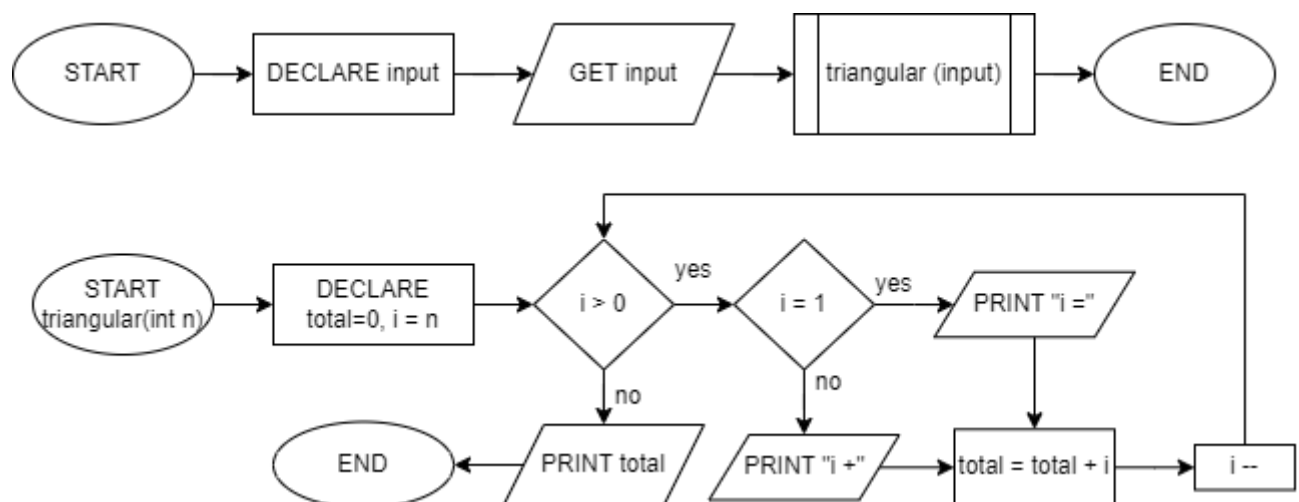 START
DECLARE input
GET input
triangular (input)
END
START
triangular(int n)
DECLARE
total=0, i = n
i > 0
yes
i = 1
yes
PRINT "i ="
no
no
END
PRINT total
PRINT "i +"
total = total + i
i --